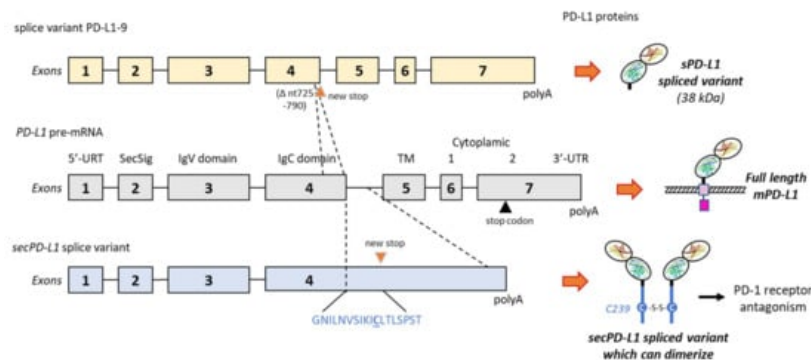 PD-L1 proteins
splice variant PD-L1-9
Exons 1 2 3 4 5 6 7
(Δ nt725
-790)
new stop
polyA
sPD-L1
spliced variant
(38 kDa)
PD-L1 pre-mRNA
Cytoplamic
5'-URT SecSig IgV domain IgC domain TM 1 2 3'-UTR
Exons 1 2 3 4 5 6 7
stop codon
polyA
Full length
mPD-L1
secPD-L1 splice variant
new stop
Exons 1 2 3 4
polyA
GNILNVSIKICLTLSPST
C239 C -S-S- C
PD-1 receptor
antagonism
secPD-L1 spliced variant
which can dimerize